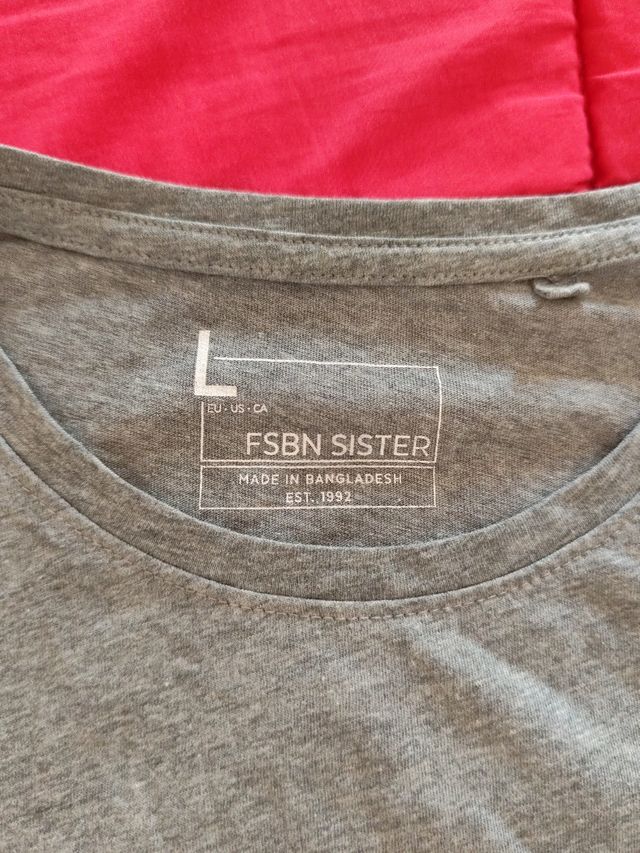 L
EU · US · CA
FSBN SISTER
MADE IN BANGLADESH
EST. 1992